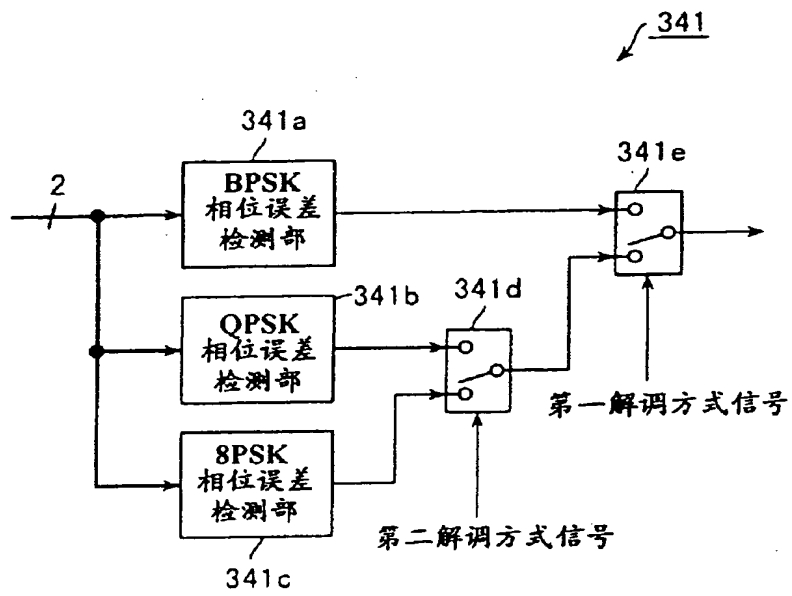 341
341a
341e
2
BPSK
相位误差
检测部
341b
341d
QPSK
相位误差
检测部
第一解调方式信号
8PSK
相位误差
检测部
第二解调方式信号
341c